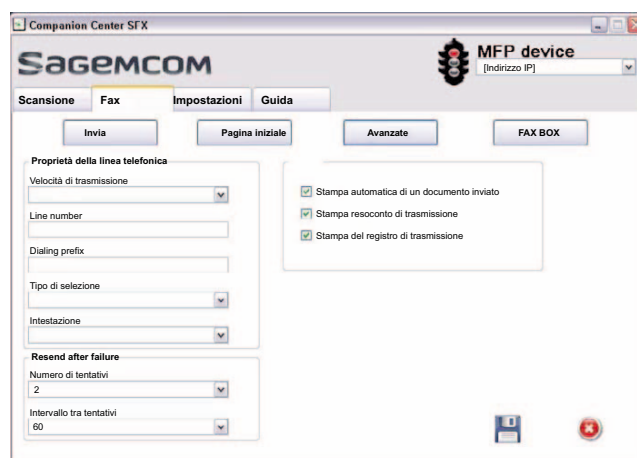 Companion Center SFX
SAGEMCOM
MFP device
[Indirizzo IP]
Scansione Fax Impostazioni Guida
Invia Pagina iniziale Avanzate FAX BOX
Proprietà della linea telefonica
Velocità di trasmissione
Line number
Dialing prefix
Tipo di selezione
Intestazione
Stampa automatica di un documento inviato
Stampa resoconto di trasmissione
Stampa del registro di trasmissione
Resend after failure
Numero di tentativi
2
Intervallo tra tentativi
60